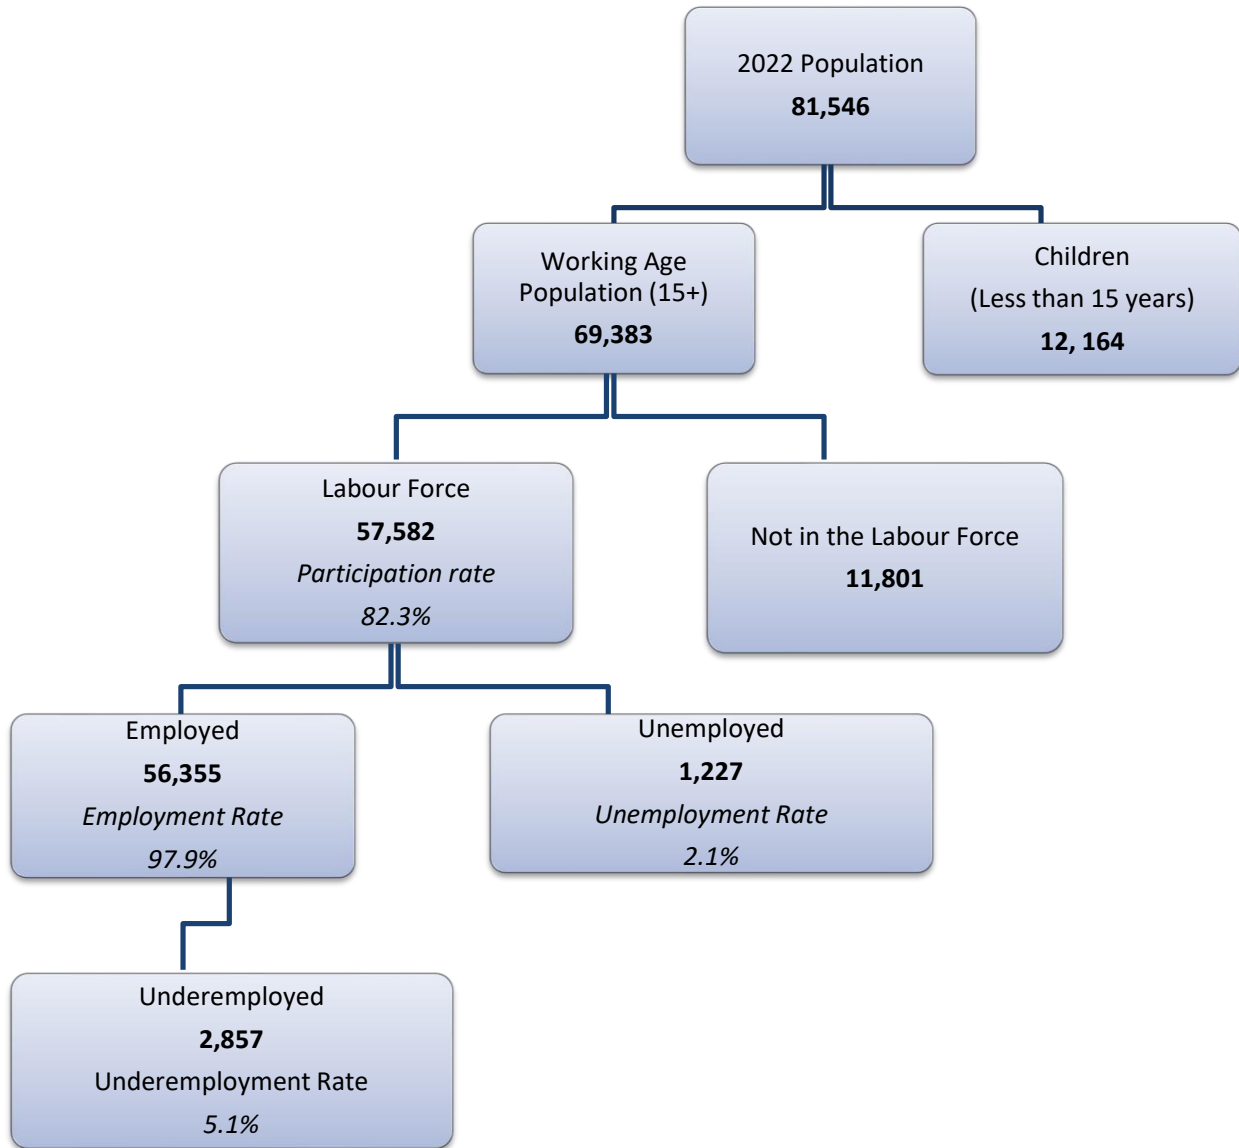 2022 Population
81,546
Working Age
Population (15+)
69,383
Children
(Less than 15 years)
12, 164
Labour Force
57,582
Participation rate
82.3%
Not in the Labour Force
11,801
Employed
56,355
Employment Rate
97.9%
Unemployed
1,227
Unemployment Rate
2.1%
Underemployed
2,857
Underemployment Rate
5.1%